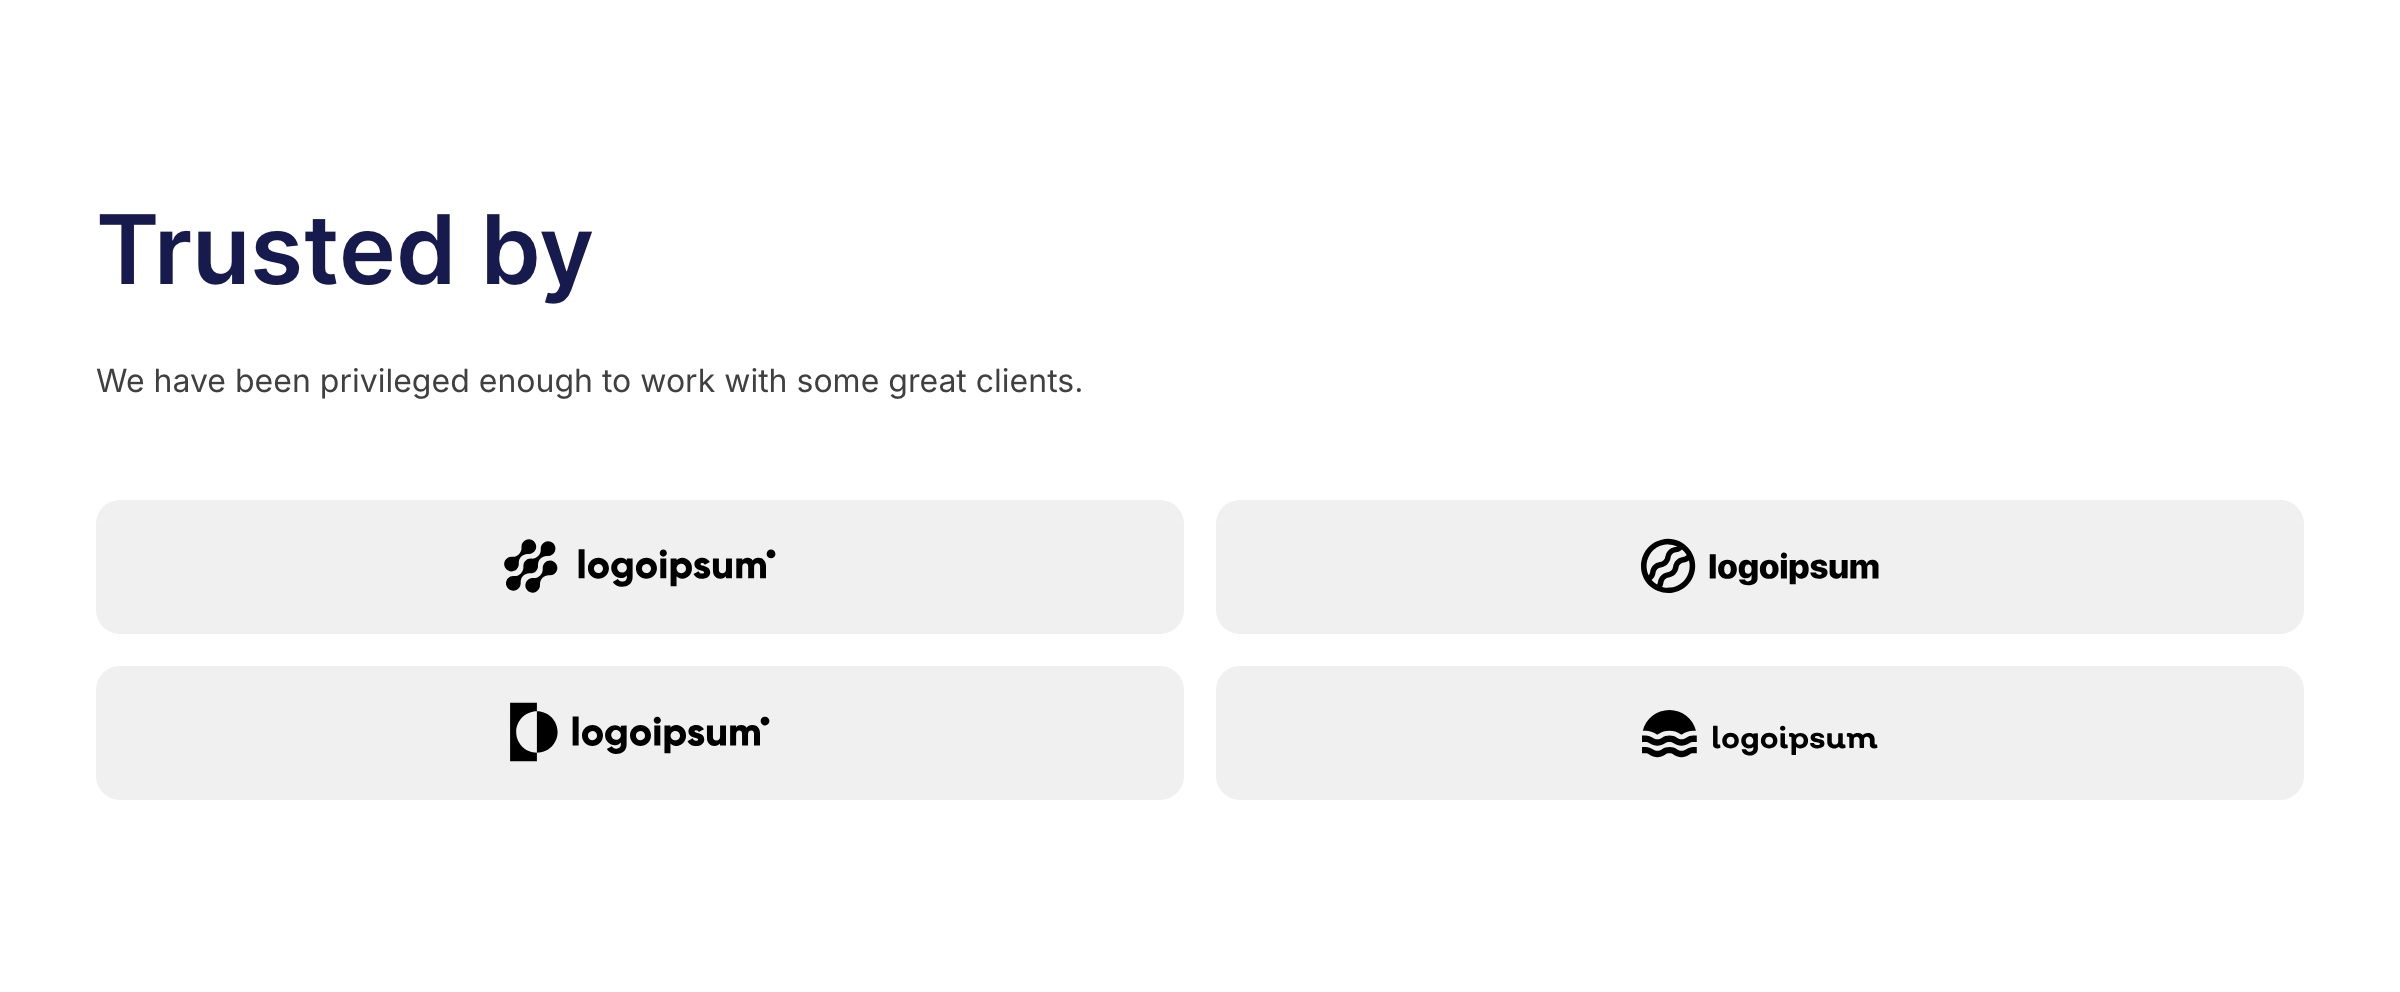 Trusted by
We have been privileged enough to work with some great clients.
logoipsum
logoipsum
logoipsum
logoipsum